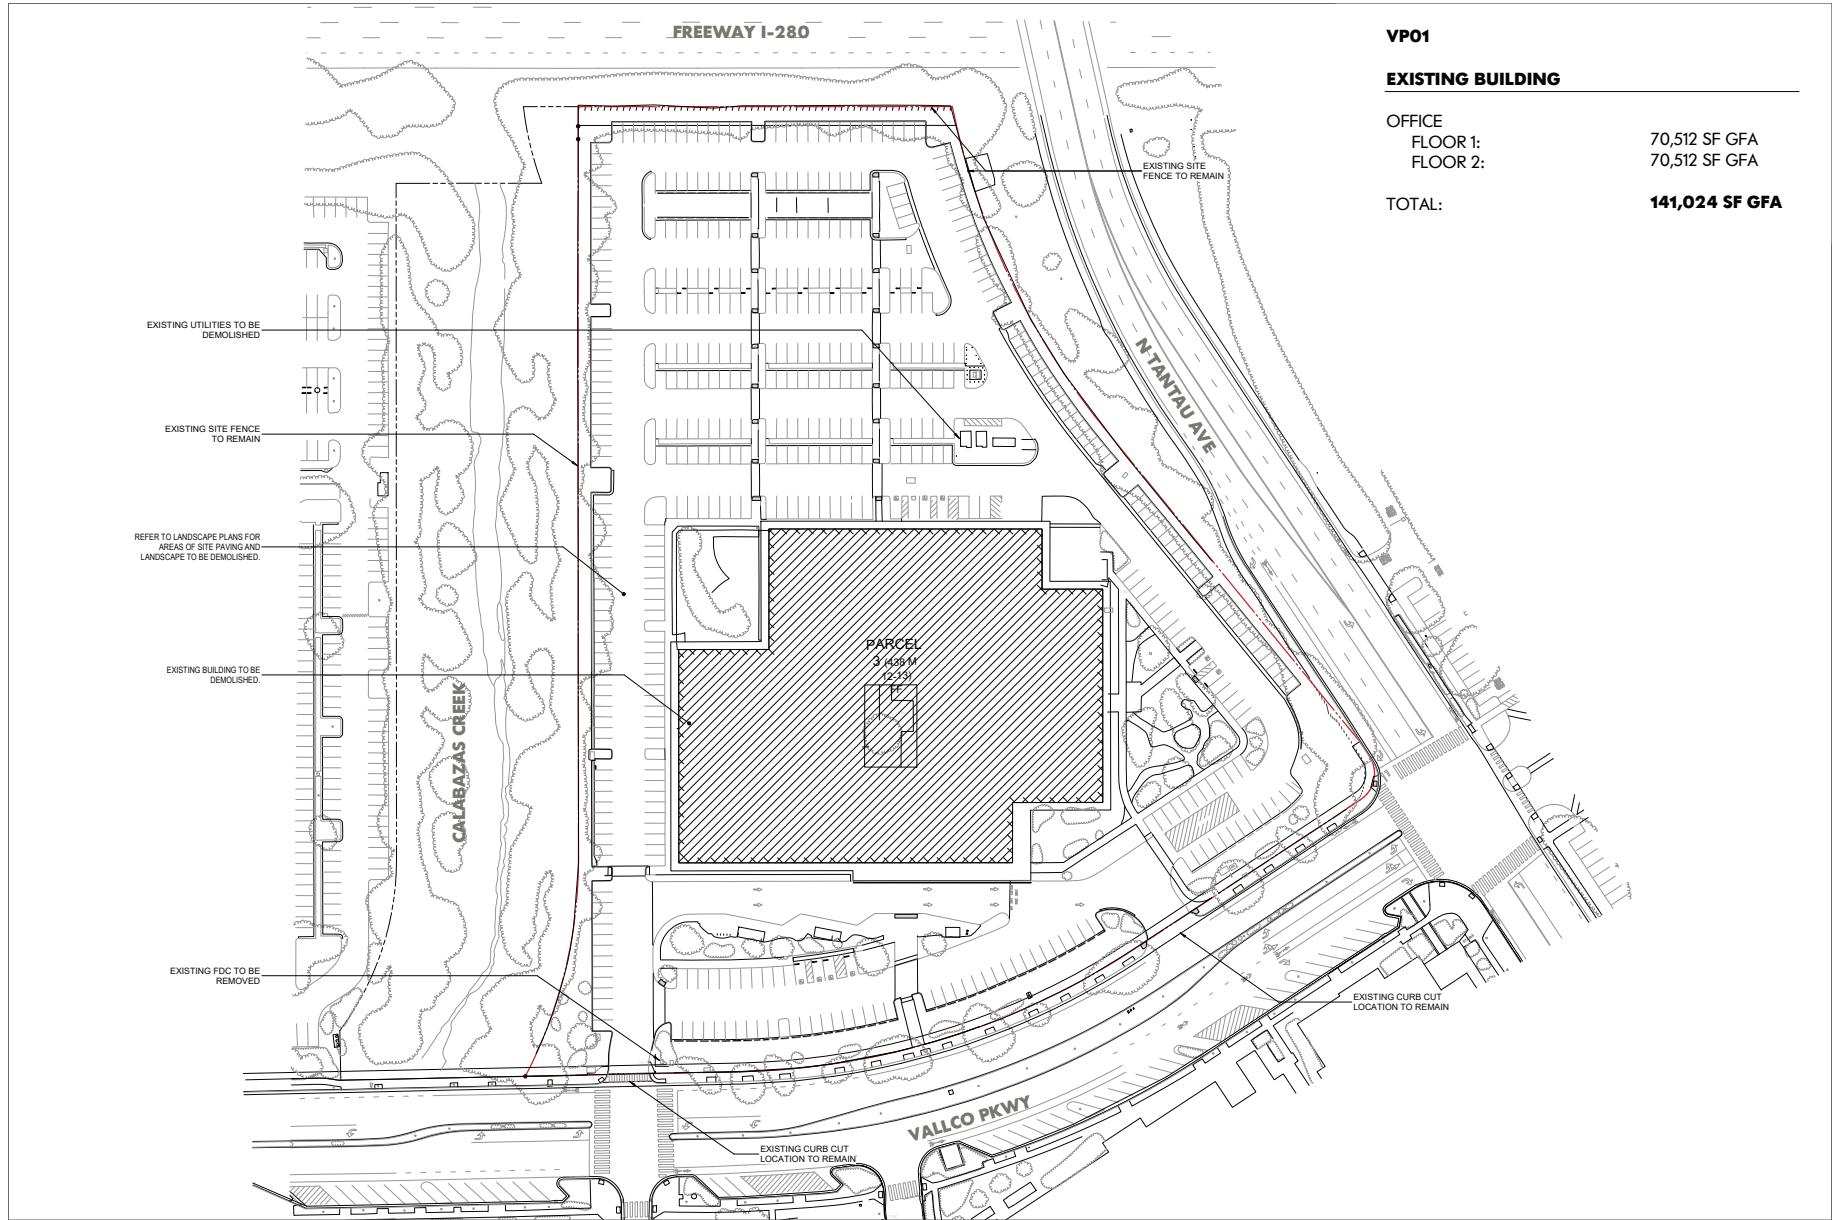 FREEWAY I-280
VP01
EXISTING BUILDING
OFFICE
FLOOR 1: 70,512 SF GFA
FLOOR 2: 70,512 SF GFA
TOTAL: 141,024 SF GFA
EXISTING SITE
FENCE TO REMAIN
EXISTING UTILITIES TO BE
DEMOLISHED
N TANTAU AVE
EXISTING SITE FENCE
TO REMAIN
REFER TO LANDSCAPE PLANS FOR
AREAS OF SITE PAVING AND
LANDSCAPE TO BE DEMOLISHED.
PARCEL
3 (438 M
(2-13)
FF
EXISTING BUILDING TO BE
DEMOLISHED.
CALABAZAS CREEK
EXISTING FDC TO BE
REMOVED
EXISTING CURB CUT
LOCATION TO REMAIN
VALLCO PKWY
EXISTING CURB CUT
LOCATION TO REMAIN